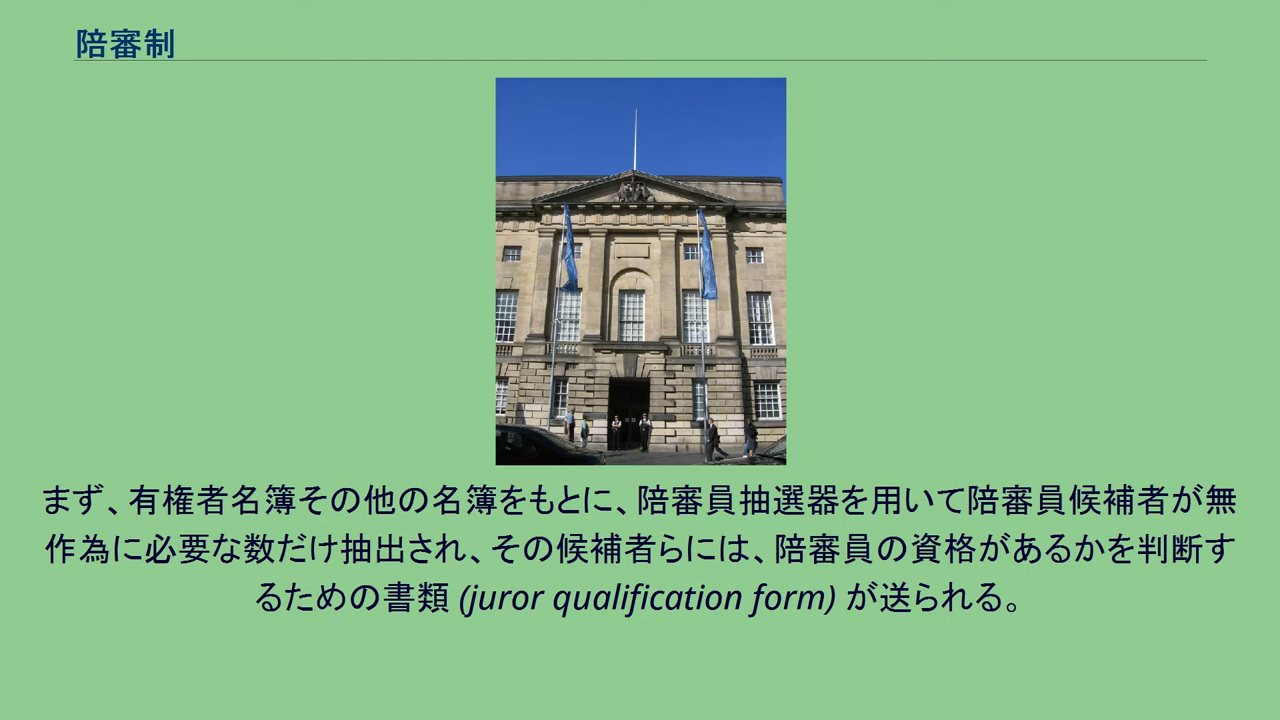 陪審制
まず、有権者名簿その他の名簿をもとに、陪審員抽選器を用いて陪審員候補者が無
作為に必要な数だけ抽出され、その候補者らには、陪審員の資格があるかを判断す
るための書類 (juror qualification form) が送られる。